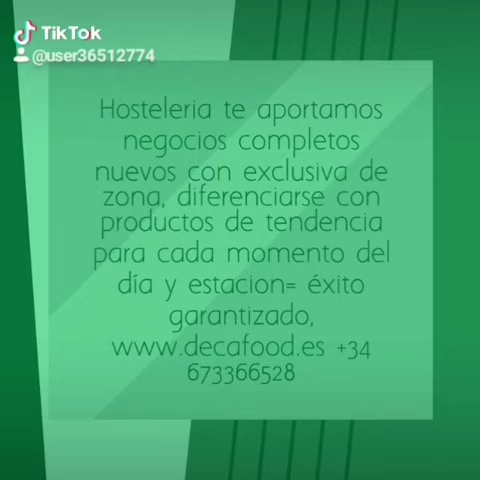 TikTok
@user36512774
Hosteleria te aportamos
negocios completos
nuevos con exclusiva de
zona, diferenciarse con
productos de tendencia
para cada momento del
día y estacion= éxito
garantizado,
www.decafood.es +34
673366528